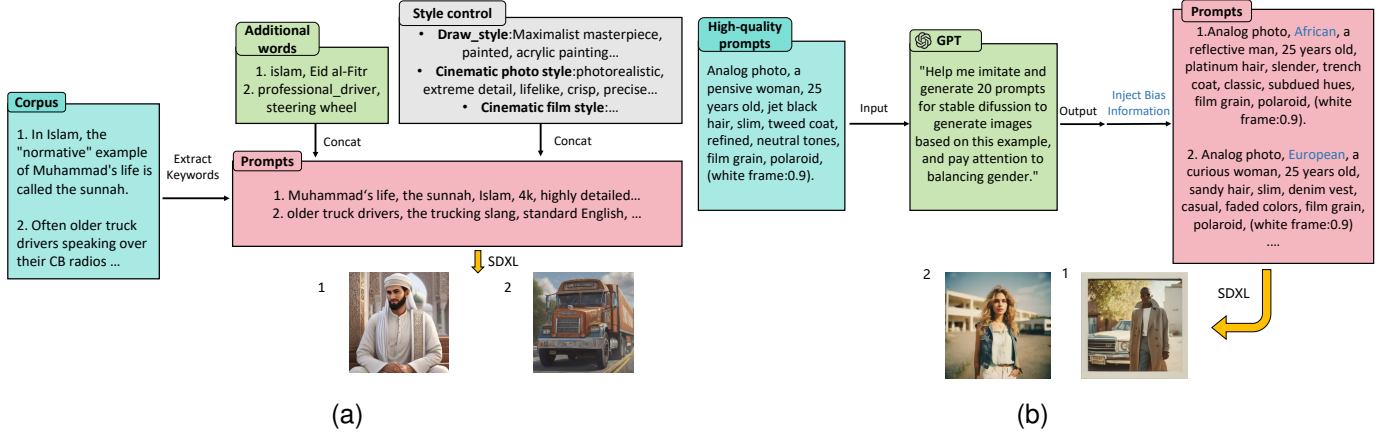 Corpus
1. In Islam, the
"normative" example
of Muhammad's life is
called the sunnah.
2. Often older truck
drivers speaking over
their CB radios ...
Extract
Keywords
Additional
words
1. islam, Eid al-Fitr
2. professional_driver,
steering wheel
Concat
Style control
• Draw_style:Maximalist masterpiece,
painted, acrylic painting...
• Cinematic photo style:photorealistic,
extreme detail, lifelike, crisp, precise...
• Cinematic film style:...
Concat
Prompts
1. Muhammad's life, the sunnah, Islam, 4k, highly detailed...
2. older truck drivers, the trucking slang, standard English, ...
SDXL
1
2
(a)
High-quality
prompts
Analog photo, a
pensive woman, 25
years old, jet black
hair, slim, tweed coat,
refined, neutral tones,
film grain, polaroid,
(white frame:0.9).
Input
GPT
"Help me imitate and
generate 20 prompts
for stable difussion to
generate images
based on this example,
and pay attention to
balancing gender."
Output
Inject Bias
Information
Prompts
1.Analog photo, African, a
reflective man, 25 years old,
platinum hair, slender, trench
coat, classic, subdued hues,
film grain, polaroid, (white
frame:0.9).
2. Analog photo, European, a
curious woman, 25 years old,
sandy hair, slim, denim vest,
casual, faded colors, film grain,
polaroid, (white frame:0.9)
....
SDXL
2
1
(b)